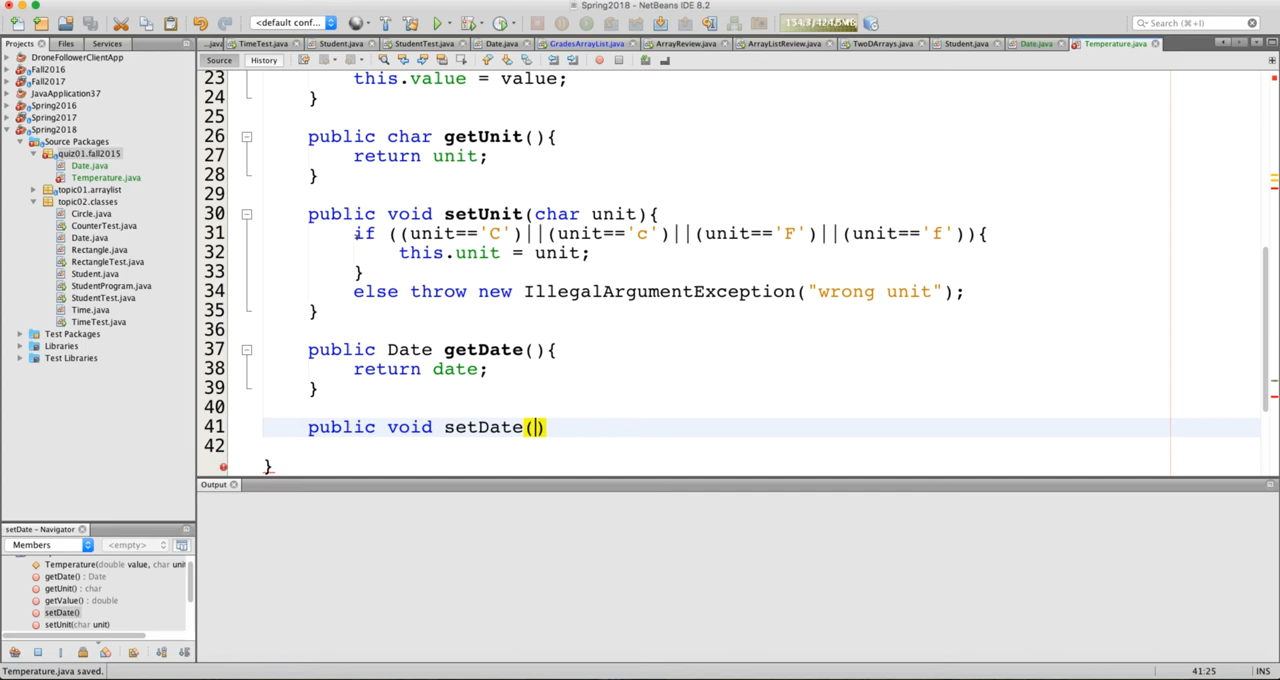 Spring2018 - NetBeans IDE 8.2
<default conf...
154.3/424.5MB
Search (⌘+I)
Projects
Files
Services
...java
TimeTest.java
Student.java
StudentTest.java
Date.java
GradesArrayList.java
ArrayReview.java
ArrayListReview.java
TwoDArrays.java
Student.java
Date.java
Temperature.java
Source
History
DroneFollowerClientApp
Fall2016
Fall2017
JavaApplication37
Spring2016
Spring2017
Spring2018
Source Packages
quiz01.fall2015
Date.java
Temperature.java
topic01.arraylist
topic02.classes
Circle.java
CounterTest.java
Date.java
Rectangle.java
RectangleTest.java
Student.java
StudentProgram.java
StudentTest.java
Time.java
TimeTest.java
Test Packages
Libraries
Test Libraries
23 this.value = value;
24 }
25
26 public char getUnit(){
27 return unit;
28 }
29
30 public void setUnit(char unit){
31 if ((unit=='C')||(unit=='c')||(unit=='F')||(unit=='f')){
32 this.unit = unit;
33 }
34 else throw new IllegalArgumentException("wrong unit");
35 }
36
37 public Date getDate(){
38 return date;
39 }
40
41 public void setDate()
42
}
Output
setDate - Navigator
Members
<empty>
Temperature(double value, char unit
getDate() : Date
getUnit() : char
getValue() : double
setDate()
setUnit(char unit)
Temperature.java saved.
41:25
INS